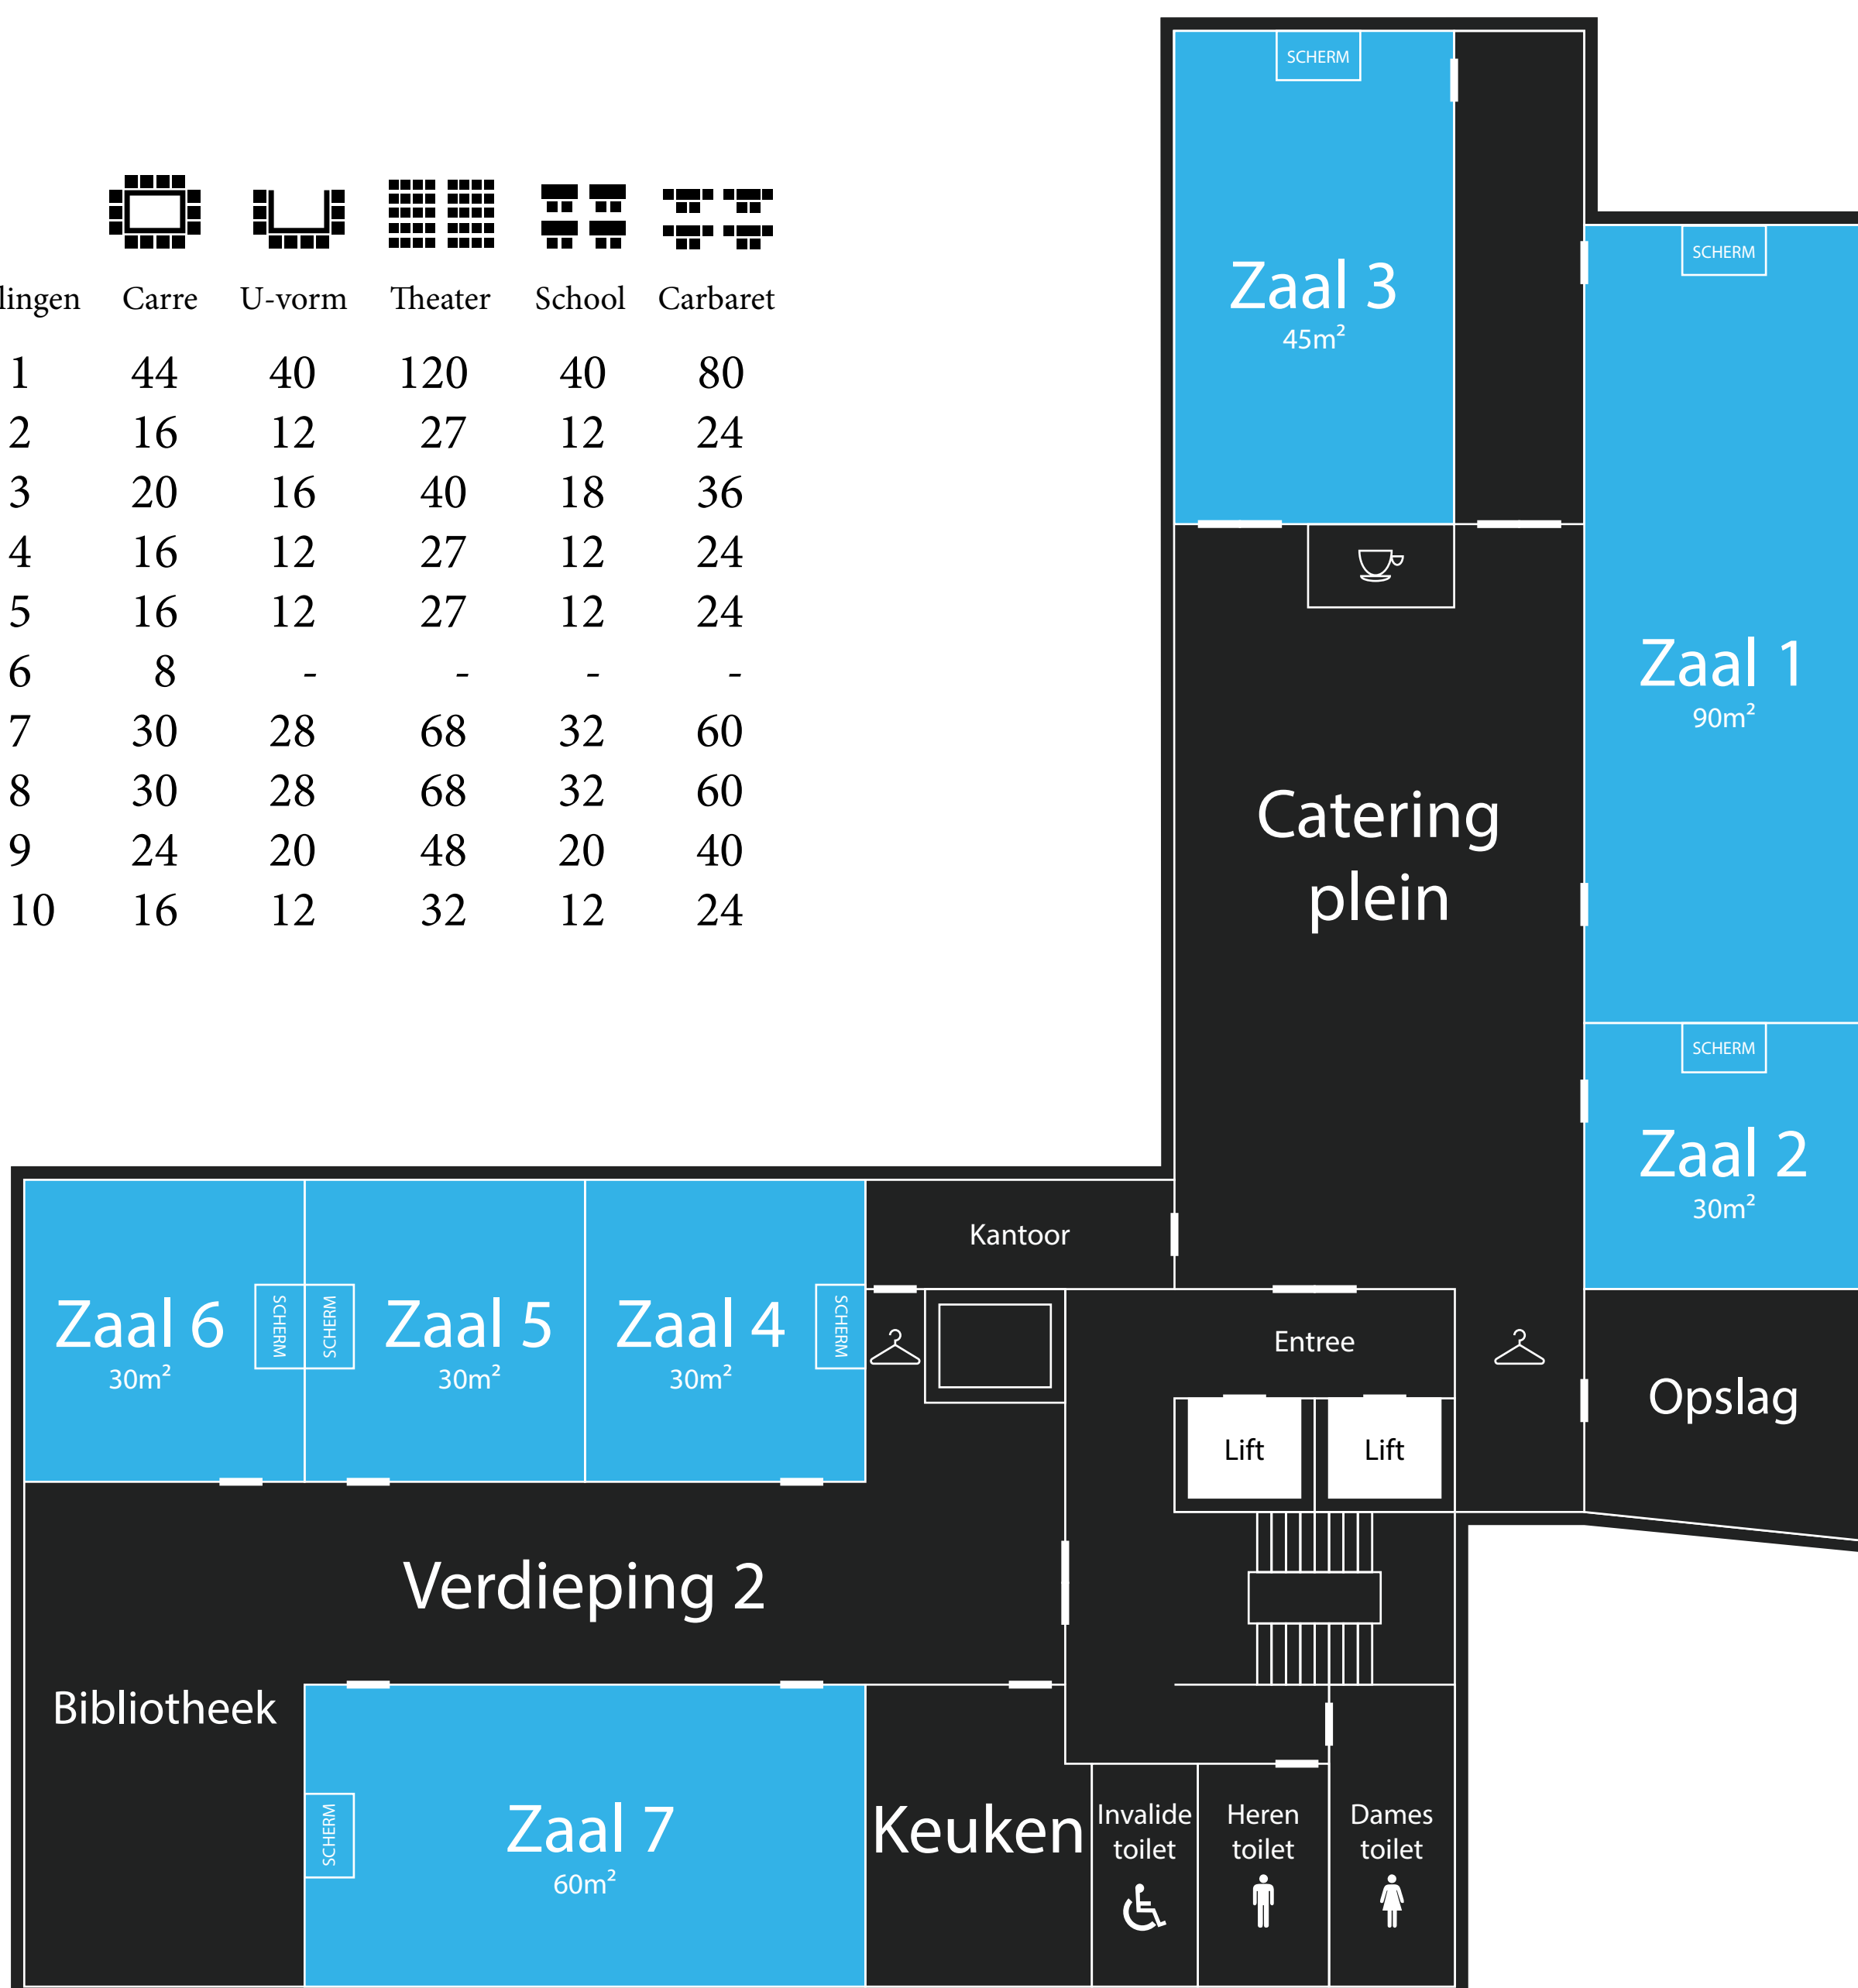 lingen Carre U-vorm Theater School Carbaret
1 44 40 120 40 80
2 16 12 27 12 24
3 20 16 40 18 36
4 16 12 27 12 24
5 16 12 27 12 24
6 8 - - - -
7 30 28 68 32 60
8 30 28 68 32 60
9 24 20 48 20 40
10 16 12 32 12 24
SCHERM
Zaal 3
45m²
SCHERM
Zaal 1
90m²
Catering
plein
SCHERM
Zaal 2
30m²
Kantoor
Zaal 6
30m²
SCHERM
SCHERM
Zaal 5
30m²
Zaal 4
30m²
SCHERM
Entree
Lift
Lift
Opslag
Verdieping 2
Bibliotheek
SCHERM
Zaal 7
60m²
Keuken
Invalide
toilet
Heren
toilet
Dames
toilet